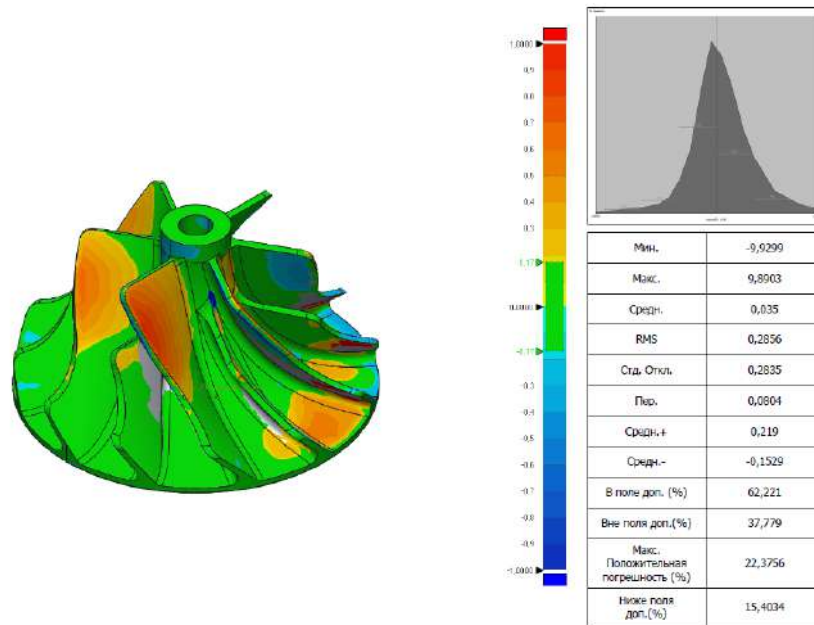 1,0000
0,9
0,8
0,7
0,6
0,5
0,4
0,3
0,17
0,0000
-0,17
-0,3
-0,4
-0,5
-0,6
-0,7
-0,8
-0,9
-1,0000
Мин. -9,9299
Макс. 9,8903
Средн. 0,035
RMS 0,2856
Стд. Откл. 0,2835
Пер. 0,0804
Средн.+ 0,219
Средн.- -0,1529
В поле доп. (%) 62,221
Вне поля доп.(%) 37,779
Макс.
Положительная 22,3756
погрешность (%)
Ниже поля 15,4034
доп.(%)